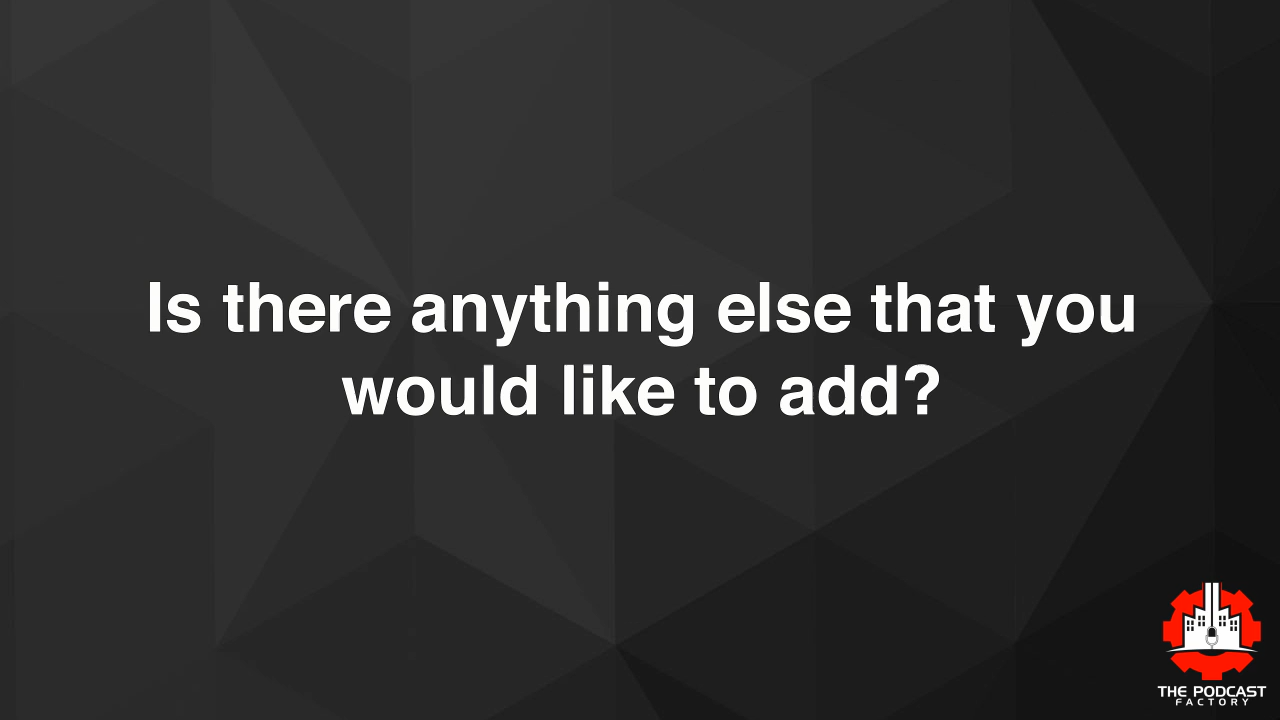 Is there anything else that you
would like to add?
THE PODCAST
FACTORY